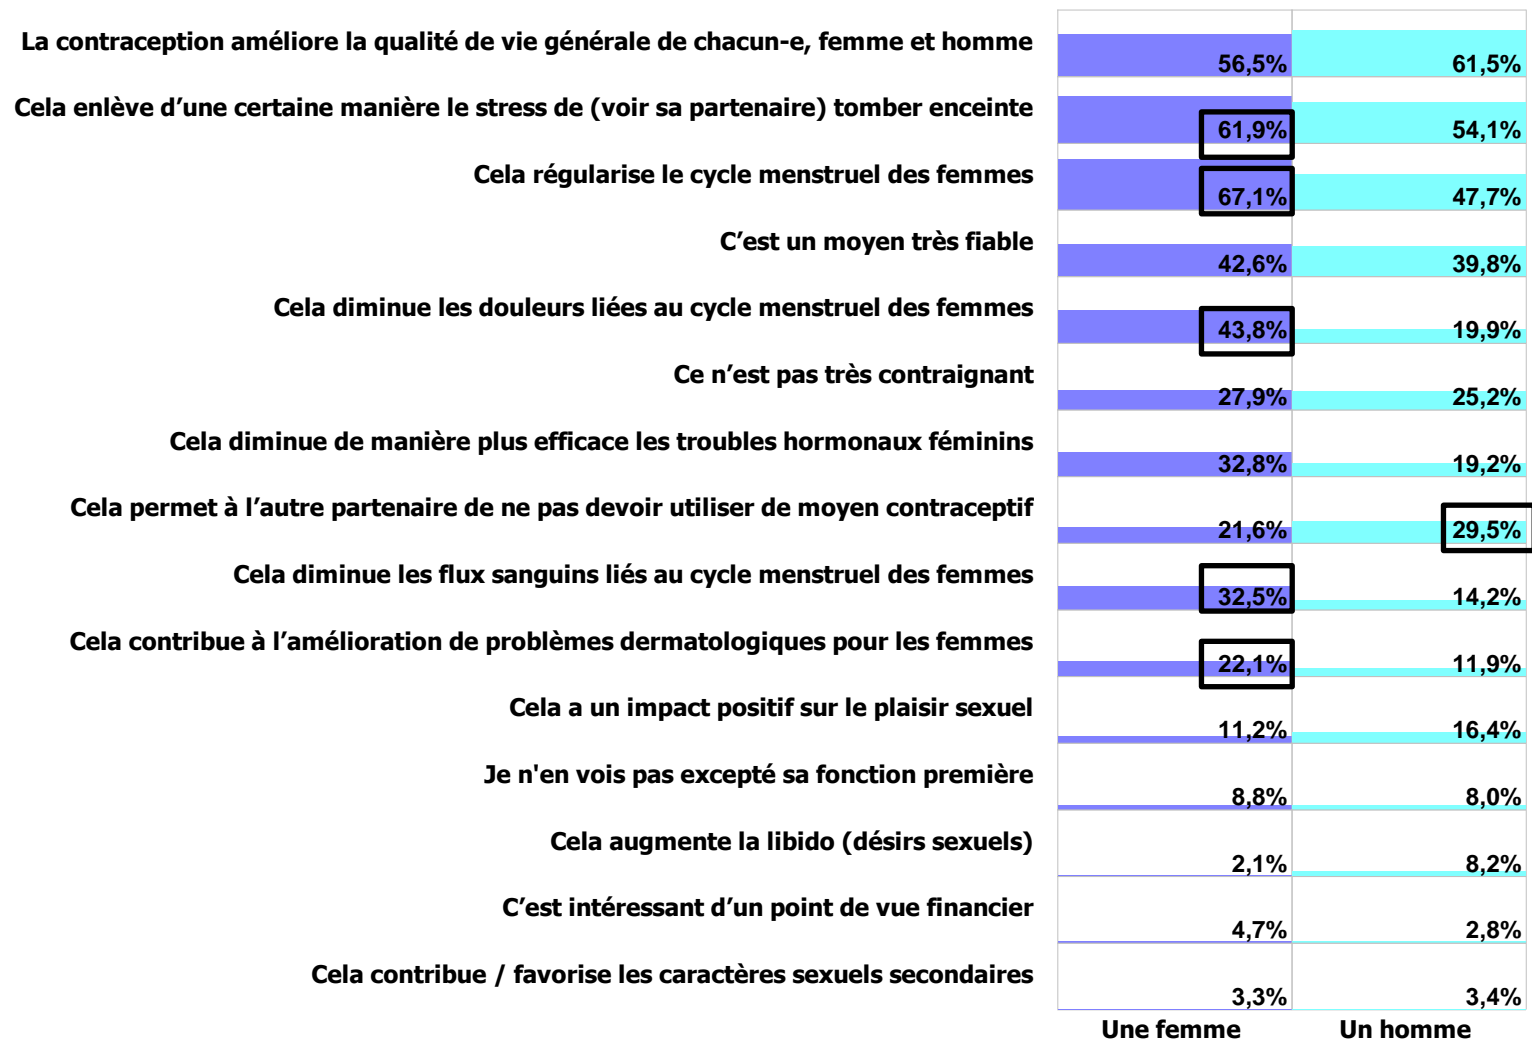 La contraception améliore la qualité de vie générale de chacun-e, femme et homme 56,5% 61,5%
Cela enlève d’une certaine manière le stress de (voir sa partenaire) tomber enceinte 61,9% 54,1%
Cela régularise le cycle menstruel des femmes 67,1% 47,7%
C’est un moyen très fiable 42,6% 39,8%
Cela diminue les douleurs liées au cycle menstruel des femmes 43,8% 19,9%
Ce n’est pas très contraignant 27,9% 25,2%
Cela diminue de manière plus efficace les troubles hormonaux féminins 32,8% 19,2%
Cela permet à l’autre partenaire de ne pas devoir utiliser de moyen contraceptif 21,6% 29,5%
Cela diminue les flux sanguins liés au cycle menstruel des femmes 32,5% 14,2%
Cela contribue à l’amélioration de problèmes dermatologiques pour les femmes 22,1% 11,9%
Cela a un impact positif sur le plaisir sexuel 11,2% 16,4%
Je n'en vois pas excepté sa fonction première 8,8% 8,0%
Cela augmente la libido (désirs sexuels) 2,1% 8,2%
C’est intéressant d’un point de vue financier 4,7% 2,8%
Cela contribue / favorise les caractères sexuels secondaires 3,3% 3,4%
Une femme Un homme